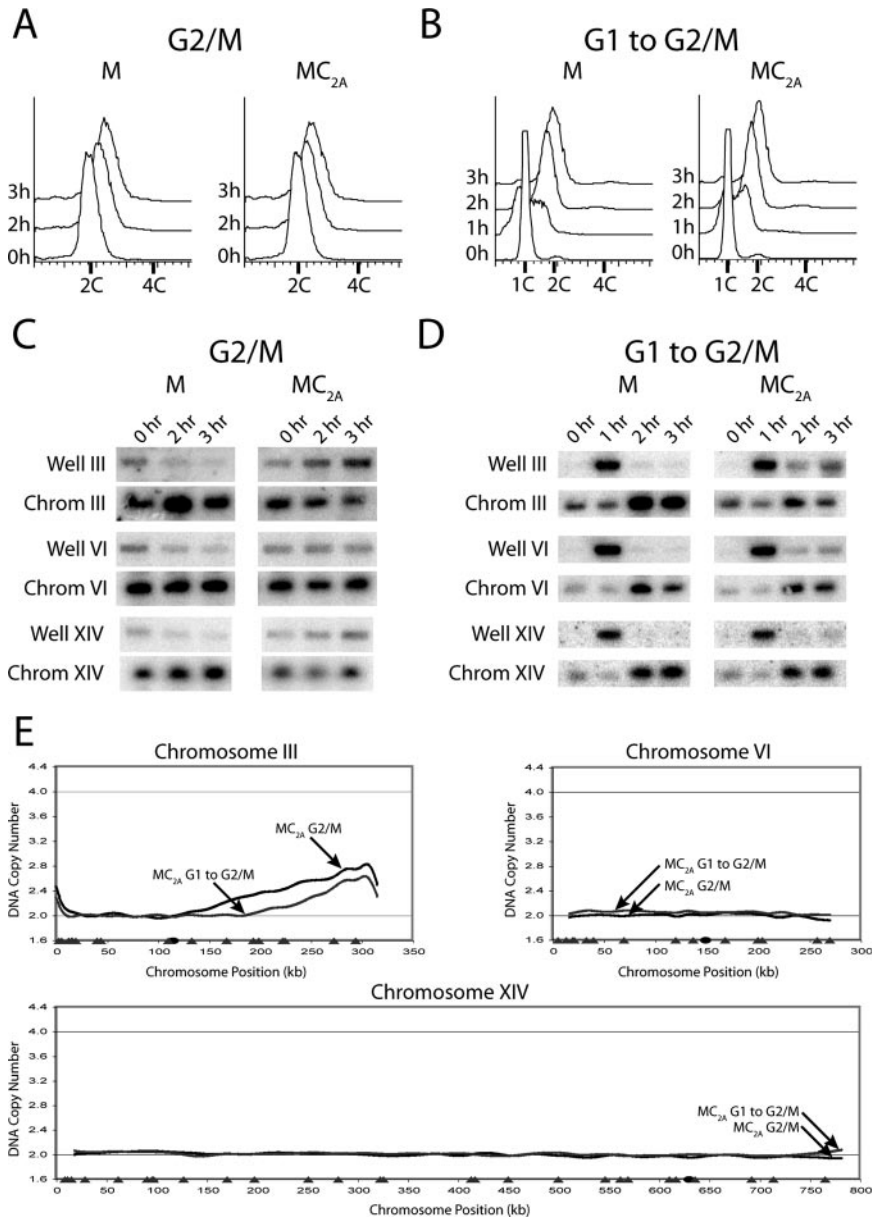 A
G2/M
M
MC2A
3h
2h
0h
2C
4C
2C
4C
B
G1 to G2/M
M
MC2A
3h
2h
1h
0h
3h
2h
1h
0h
1C
2C
4C
1C
2C
4C
C
G2/M
M
MC2A
0 hr
2 hr
3 hr
0 hr
2 hr
3 hr
Well III
Chrom III
Well VI
Chrom VI
Well XIV
Chrom XIV
D
G1 to G2/M
M
MC2A
0 hr
1 hr
2 hr
3 hr
0 hr
1 hr
2 hr
3 hr
Well III
Chrom III
Well VI
Chrom VI
Well XIV
Chrom XIV
E
Chromosome III
4.4
4.0
3.6
3.2
2.8
2.4
2.0
1.6
DNA Copy Number
MC2A G2/M
MC2A G1 to G2/M
0 50 100 150 200 250 300 350
Chromosome Position (kb)
Chromosome VI
4.4
4.0
3.6
3.2
2.8
2.4
2.0
1.6
DNA Copy Number
MC2A G1 to G2/M
MC2A G2/M
0 50 100 150 200 250 300
Chromosome Position (kb)
Chromosome XIV
4.4
4.0
3.6
3.2
2.8
2.4
2.0
1.6
DNA Copy Number
MC2A G1 to G2/M
MC2A G2/M
0 50 100 150 200 250 300 350 400 450 500 550 600 650 700 750 800
Chromosome Position (kb)